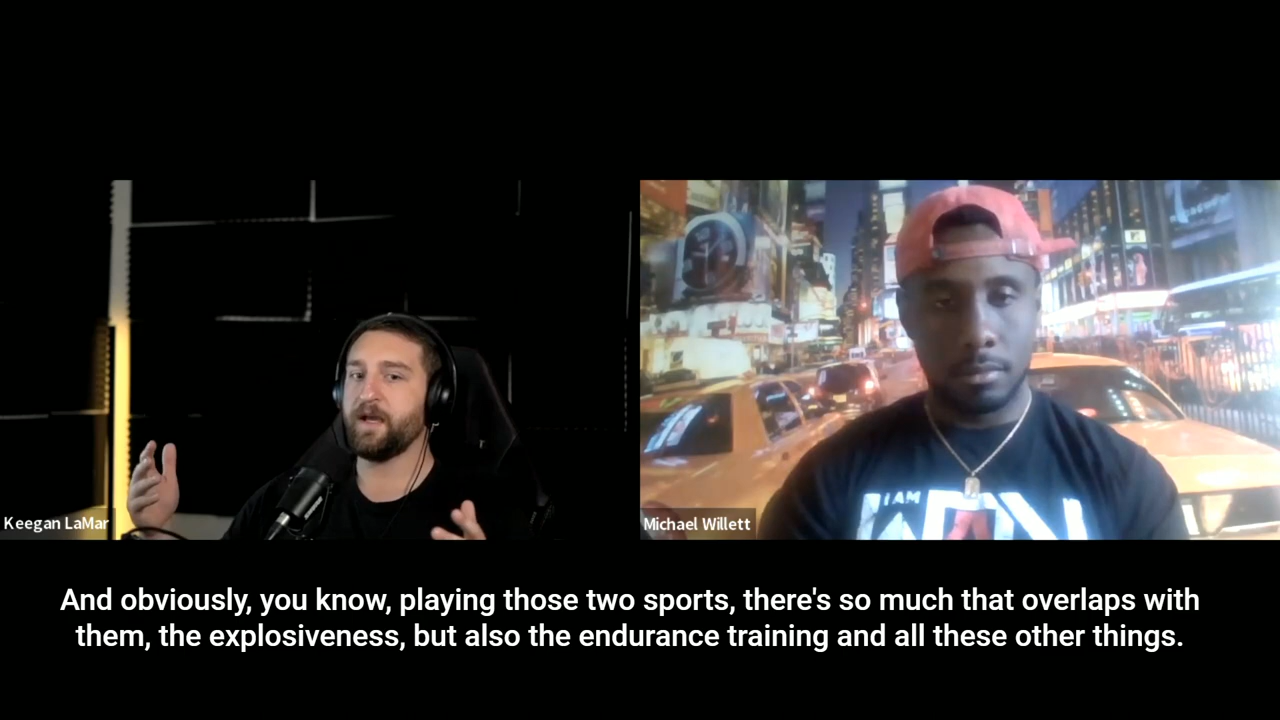 Keegan LaMar
I AM
Michael Willett
And obviously, you know, playing those two sports, there's so much that overlaps with
them, the explosiveness, but also the endurance training and all these other things.